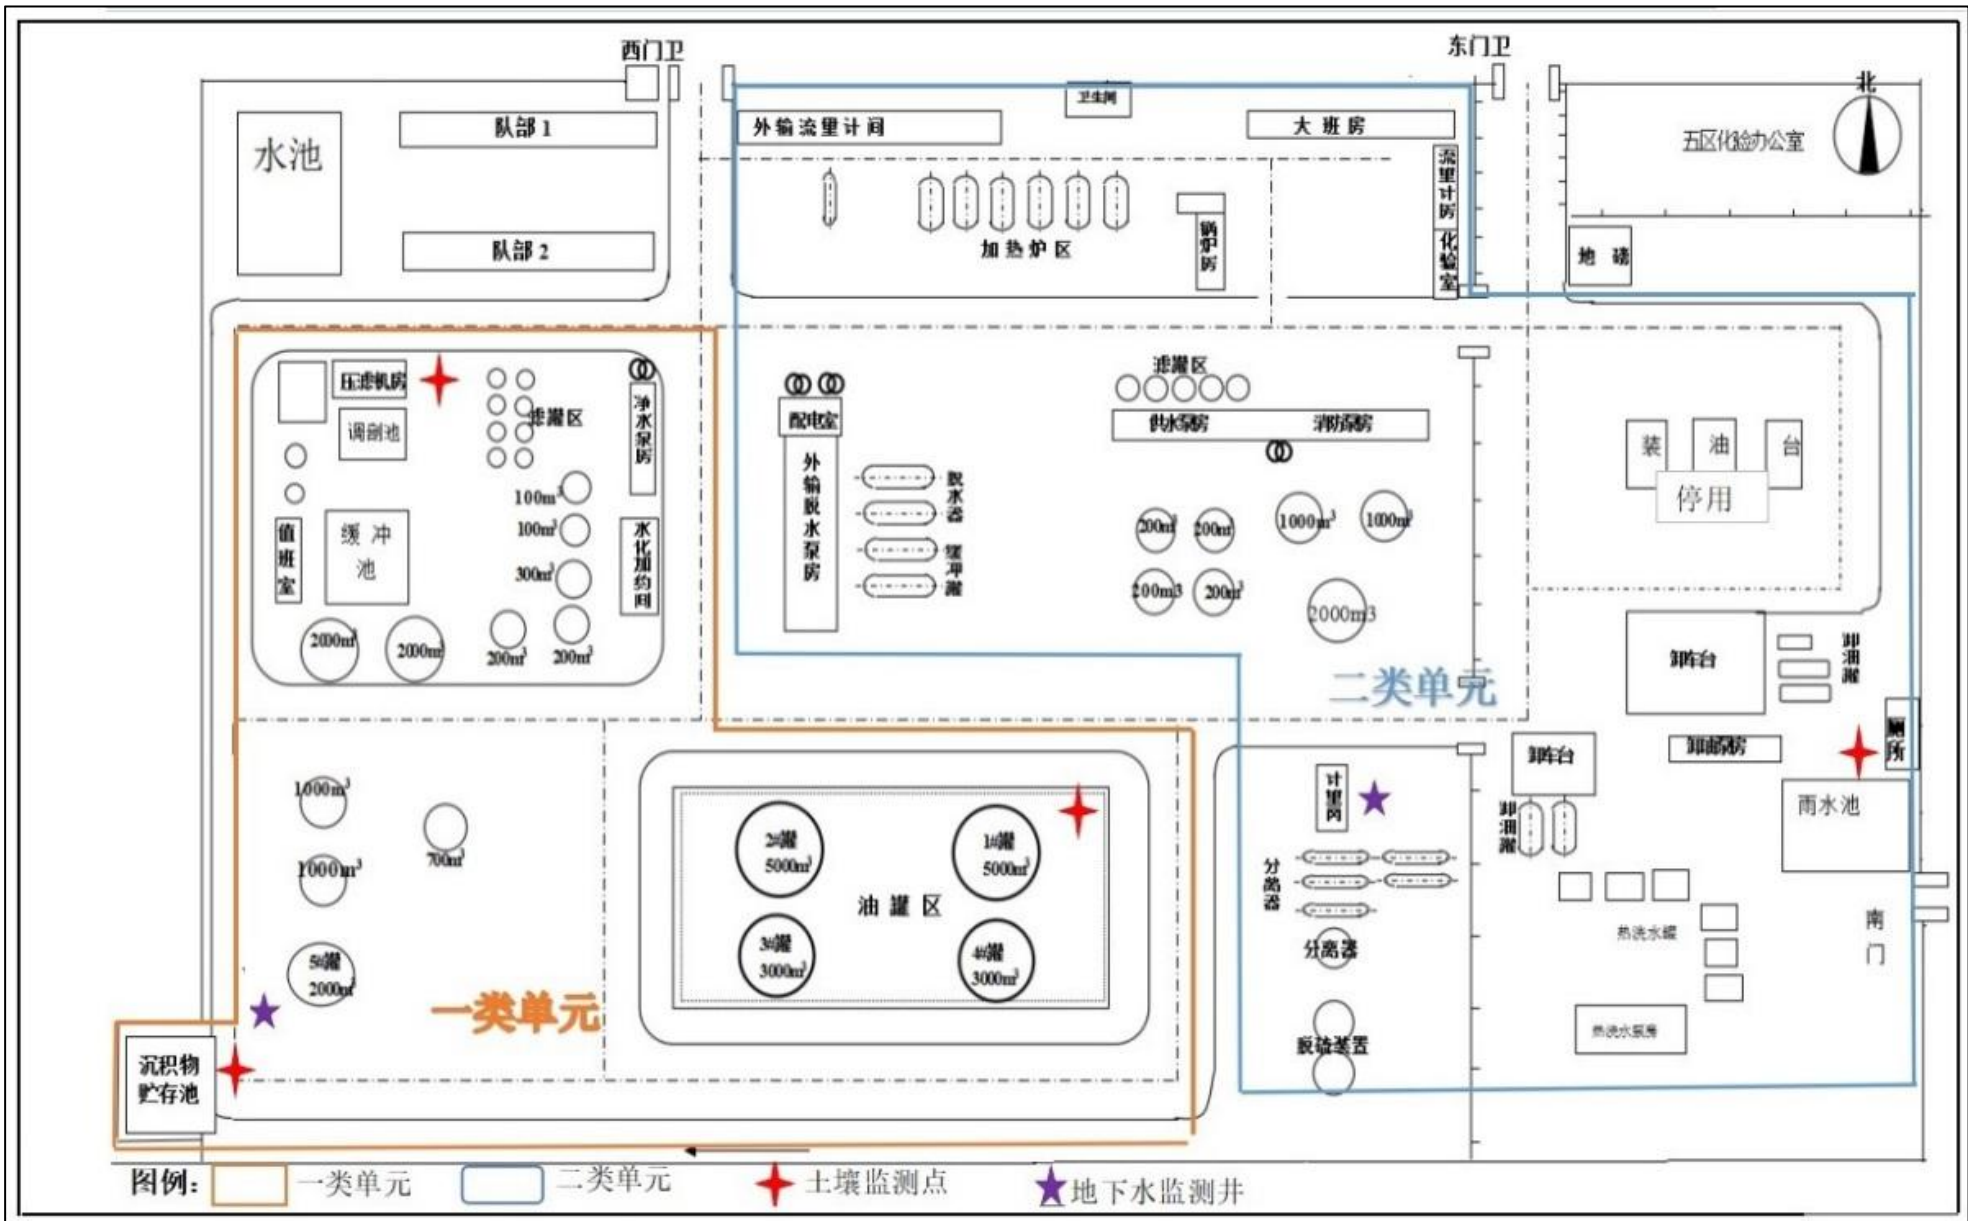 西门卫
东门卫
北
水池
队部 1
外输流量计间
卫生间
大班房
五区化验办公室
流量计房
队部 2
加热炉区
锅炉房
化验室
地磅
压滤机房
滤罐区
净水泵房
配电室
滤罐区
供水泵房
消防泵房
装油台
停用
100m³
100m³
300m³
值班室
缓冲池
水化加约间
外输脱水泵房
脱水器
缓冲罐
200m³
200m³
1000m³
1000m³
200m3
200m³
2000m3
2000m³
2000m³
200m³
200m³
二类单元
卸车台
卸油罐
厕所
卸车台
卸油泵房
1000m³
1000m³
700m³
2#罐
5000m³
1#罐
5000m³
油罐区
3#罐
3000m³
4#罐
3000m³
5#罐
2000m³
一类单元
分离器
分离器
脱硫装置
卸油罐
雨水池
热洗水罐
南门
热洗水泵房
沉积物
贮存池
图例：
一类单元
二类单元
土壤监测点
地下水监测井